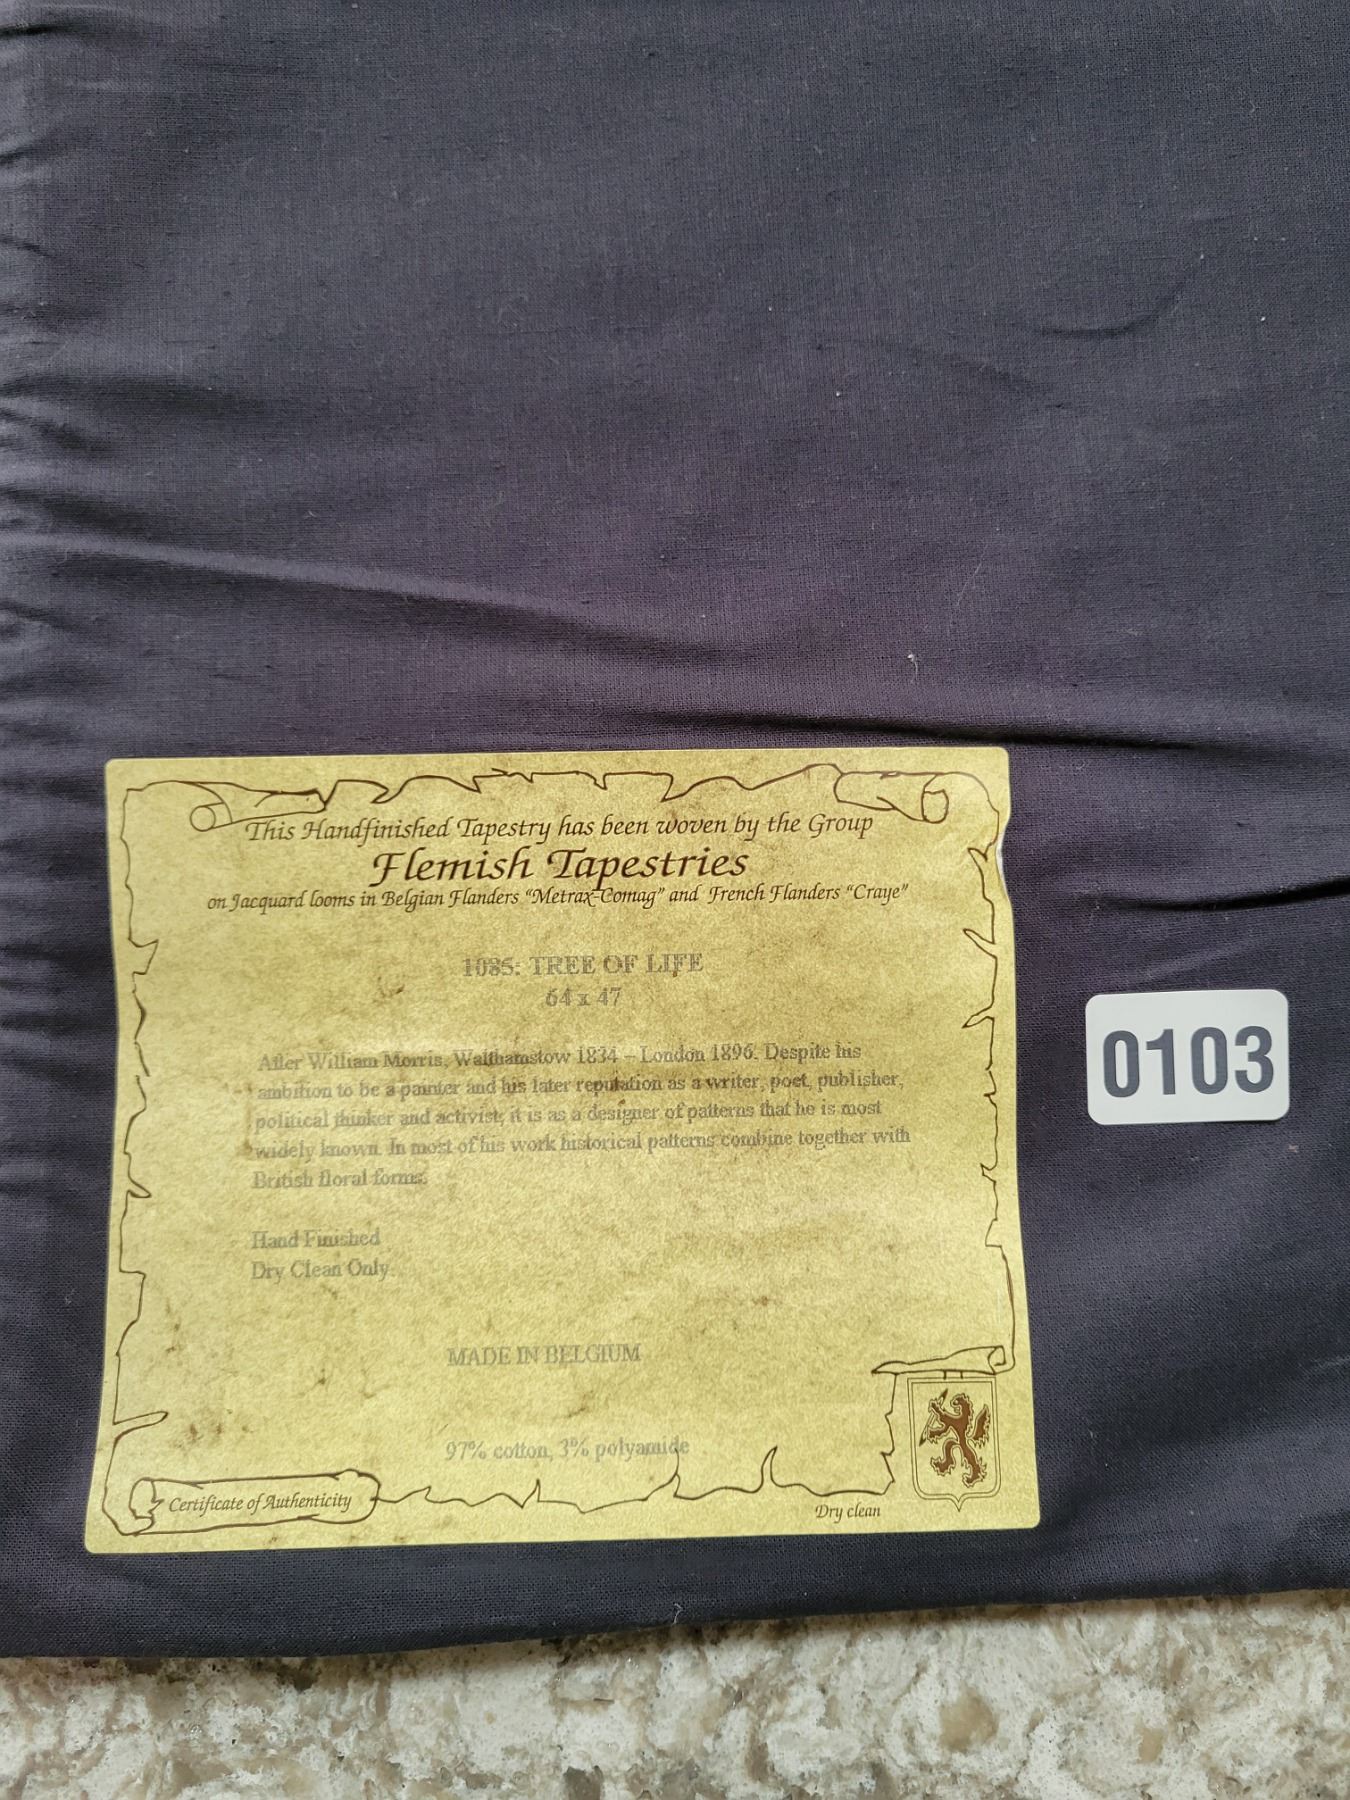 This Handfinished Tapestry has been woven by the Group
Flemish Tapestries
on Jacquard looms in Belgian Flanders "Metrax-Comag" and French Flanders "Craye"
1085: TREE OF LIFE
64 x 47
After William Morris, Walthamstow 1834 – London 1896. Despite his
ambition to be a painter and his later reputation as a writer, poet, publisher,
political thinker and activist, it is as a designer of patterns that he is most
widely known. In most of his work historical patterns combine together with
British floral forms.
Hand Finished
Dry Clean Only
MADE IN BELGIUM
97% cotton, 3% polyamide
Certificate of Authenticity
Dry clean
0103